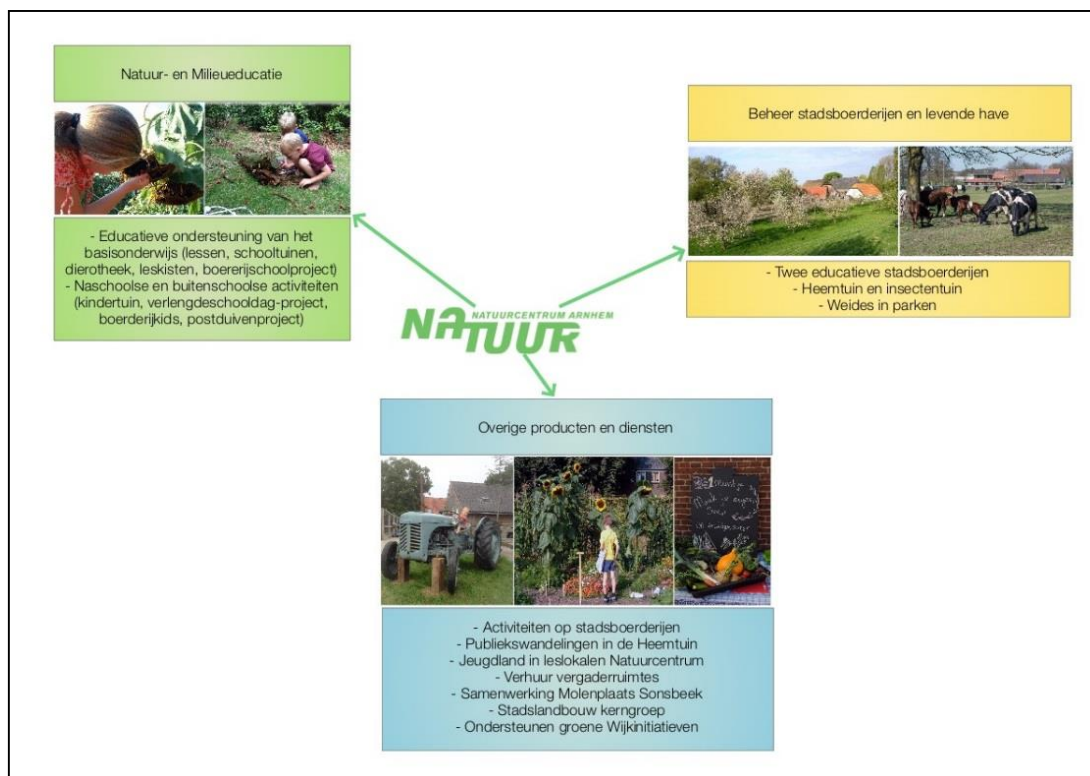 Natuur- en Milieueducatie
- Educatieve ondersteuning van het
basisonderwijs (lessen, schooltuinen,
dierotheek, leskisten, boererijschoolproject)
- Naschoolse en buitenschoolse activiteiten
(kindertuin, verlengdeschooldag-project,
boerderijkids, postduivenproject)
Beheer stadsboerderijen en levende have
- Twee educatieve stadsboerderijen
- Heemtuin en insectentuin
- Weides in parken
NATUURCENTRUM ARNHEM
NATUUR
Overige producten en diensten
Maak je
- Activiteiten op stadsboerderijen
- Publiekswandelingen in de Heemtuin
- Jeugdland in leslokalen Natuurcentrum
- Verhuur vergaderruimtes
- Samenwerking Molenplaats Sonsbeek
- Stadslandbouw kerngroep
- Ondersteunen groene Wijkinitiatieven